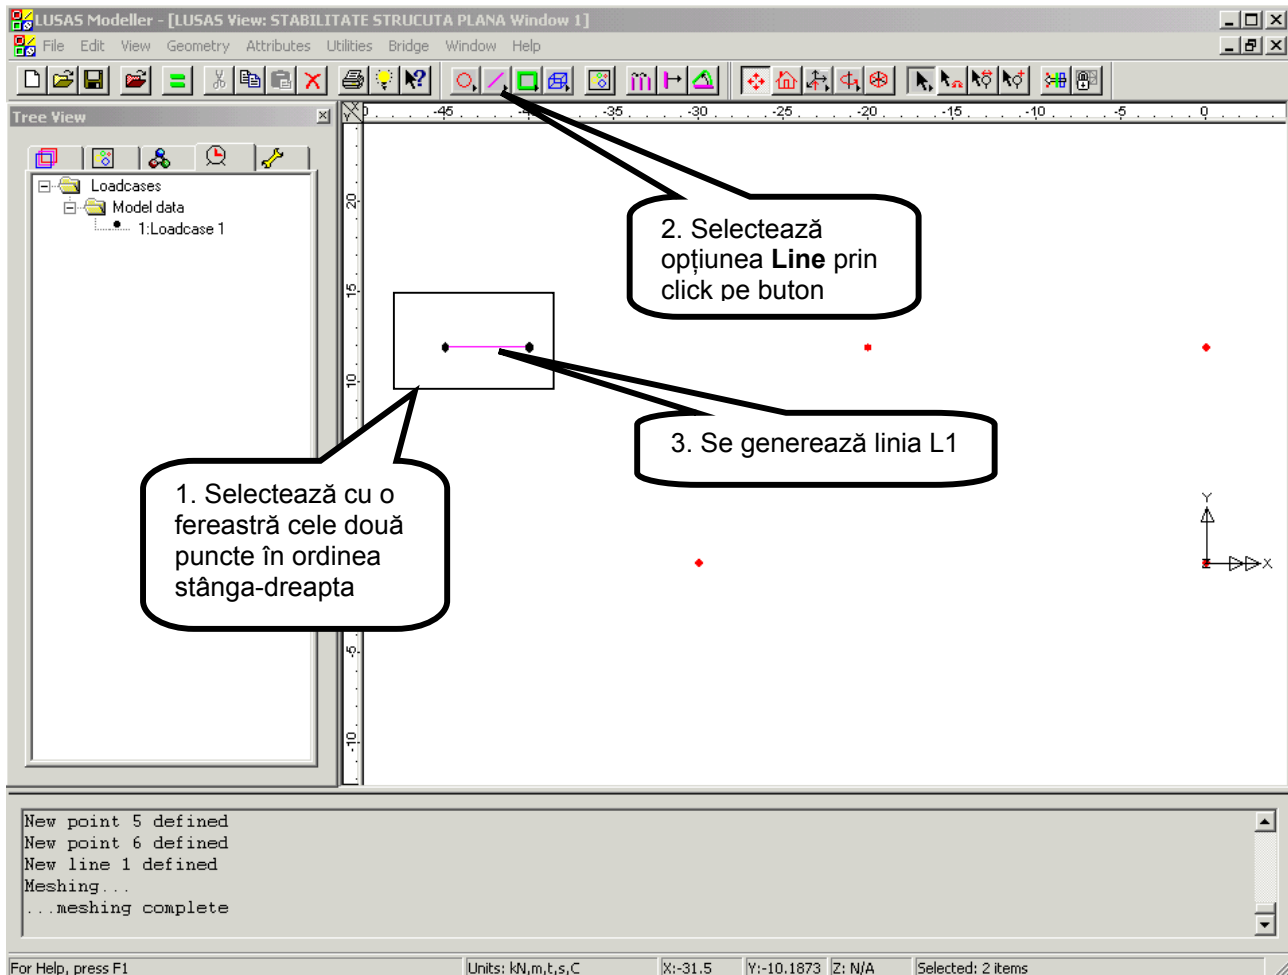 LUSAS Modeller - [LUSAS View: STABILITATE STRUCUTA PLANA Window 1]
File Edit View Geometry Attributes Utilities Bridge Window Help
Tree View
Loadcases
Model data
1:Loadcase 1
-45 -35 -30 -25 -20 -15 -10 -5 0
20
15
10
-5
-10
2. Selectează
opțiunea Line prin
click pe buton
3. Se generează linia L1
1. Selectează cu o
fereastră cele două
puncte în ordinea
stânga-dreapta
Y
X
New point 5 defined
New point 6 defined
New line 1 defined
Meshing...
...meshing complete
For Help, press F1 Units: kN,m,t,s,C X:-31.5 Y:-10.1873 Z: N/A Selected: 2 items